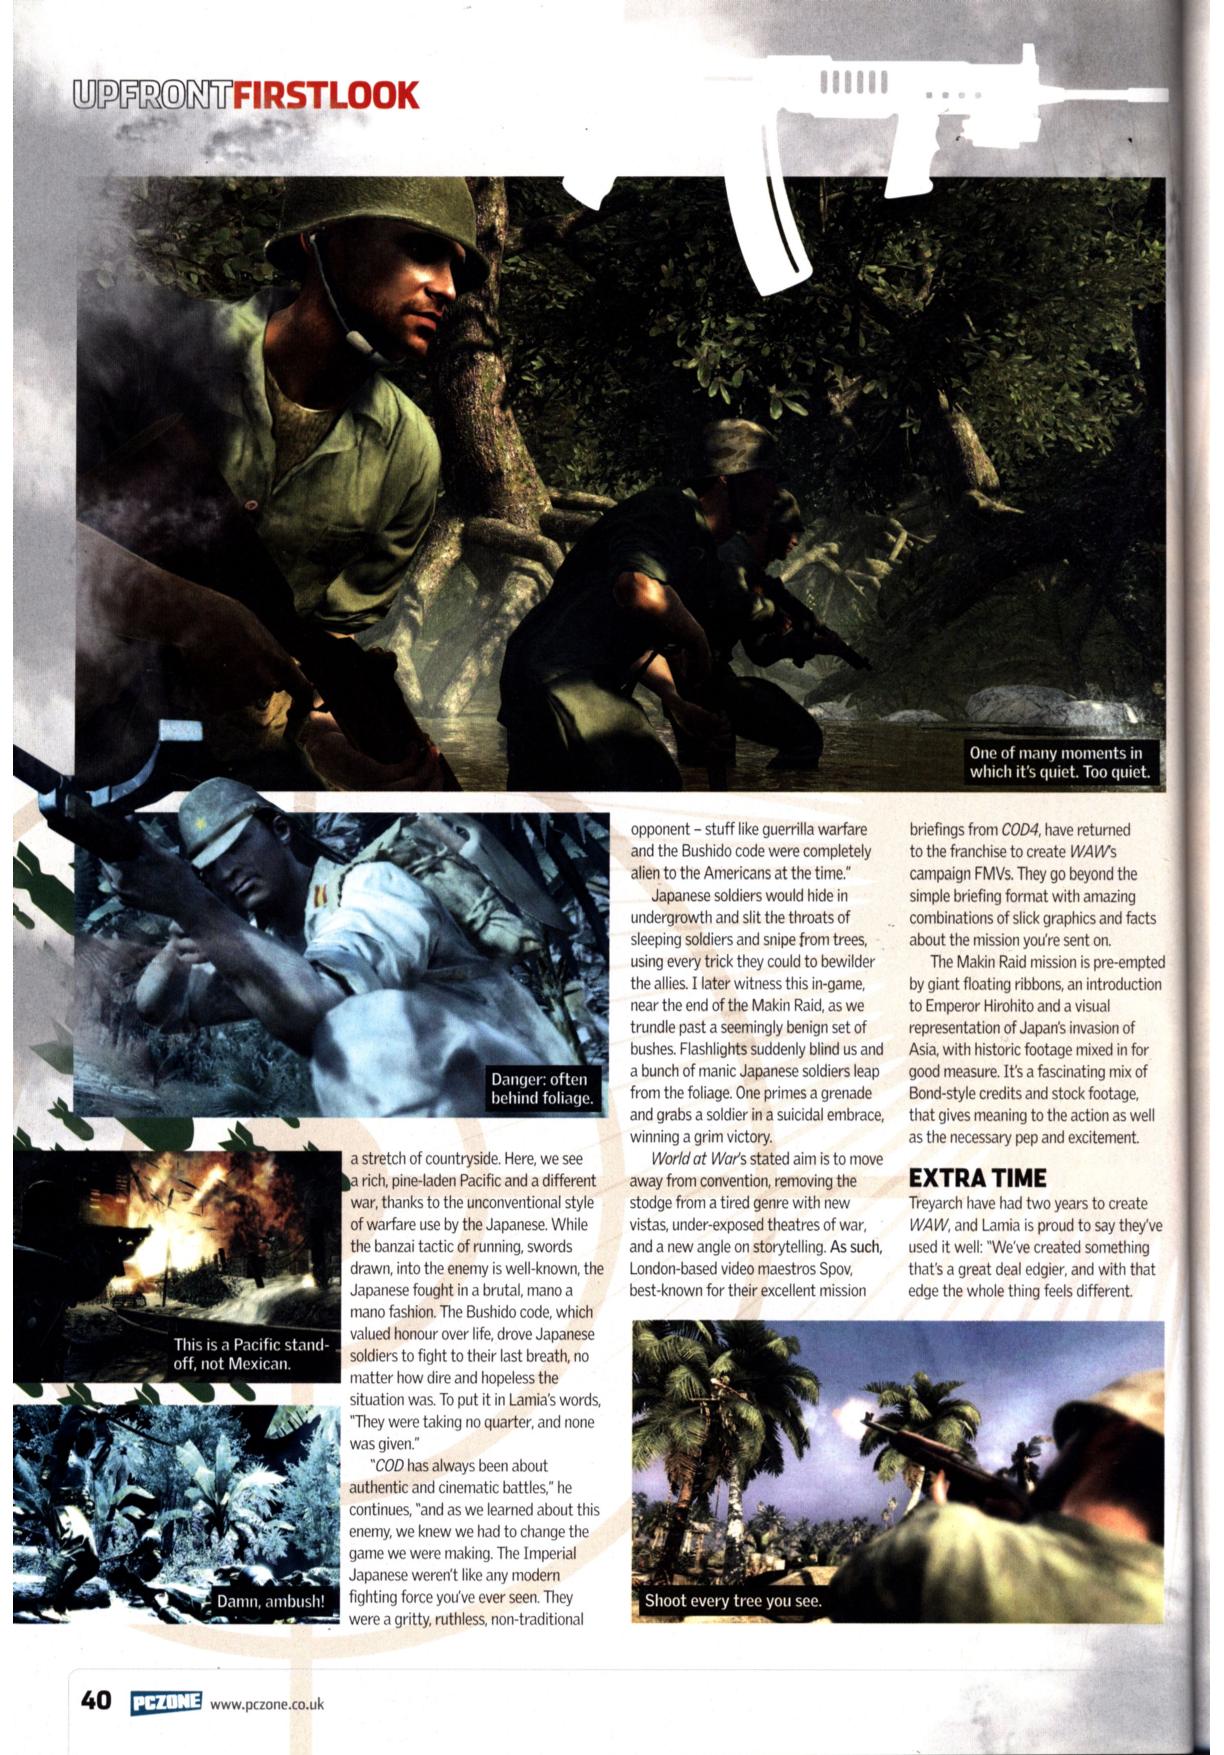 UPFRONTFIRSTLOOK
One of many moments in
which it's quiet. Too quiet.
Danger: often
behind foliage.
This is a Pacific stand-
off, not Mexican.
Damn, ambush!
a stretch of countryside. Here, we see
a rich, pine-laden Pacific and a different
war, thanks to the unconventional style
of warfare use by the Japanese. While
the banzai tactic of running, swords
drawn, into the enemy is well-known, the
Japanese fought in a brutal, mano a
mano fashion. The Bushido code, which
valued honour over life, drove Japanese
soldiers to fight to their last breath, no
matter how dire and hopeless the
situation was. To put it in Lamia's words,
"They were taking no quarter, and none
was given."
"COD has always been about
authentic and cinematic battles," he
continues, "and as we learned about this
enemy, we knew we had to change the
game we were making. The Imperial
Japanese weren't like any modern
fighting force you've ever seen. They
were a gritty, ruthless, non-traditional
opponent – stuff like guerrilla warfare
and the Bushido code were completely
alien to the Americans at the time."
Japanese soldiers would hide in
undergrowth and slit the throats of
sleeping soldiers and snipe from trees,
using every trick they could to bewilder
the allies. I later witness this in-game,
near the end of the Makin Raid, as we
trundle past a seemingly benign set of
bushes. Flashlights suddenly blind us and
a bunch of manic Japanese soldiers leap
from the foliage. One primes a grenade
and grabs a soldier in a suicidal embrace,
winning a grim victory.
World at War's stated aim is to move
away from convention, removing the
stodge from a tired genre with new
vistas, under-exposed theatres of war,
and a new angle on storytelling. As such,
London-based video maestros Spov,
best-known for their excellent mission
briefings from COD4, have returned
to the franchise to create WAW's
campaign FMVs. They go beyond the
simple briefing format with amazing
combinations of slick graphics and facts
about the mission you're sent on.
The Makin Raid mission is pre-empted
by giant floating ribbons, an introduction
to Emperor Hirohito and a visual
representation of Japan's invasion of
Asia, with historic footage mixed in for
good measure. It's a fascinating mix of
Bond-style credits and stock footage,
that gives meaning to the action as well
as the necessary pep and excitement.
EXTRA TIME
Treyarch have had two years to create
WAW, and Lamia is proud to say they've
used it well: "We've created something
that's a great deal edgier, and with that
edge the whole thing feels different.
Shoot every tree you see.
40 PCZONE www.pczone.co.uk